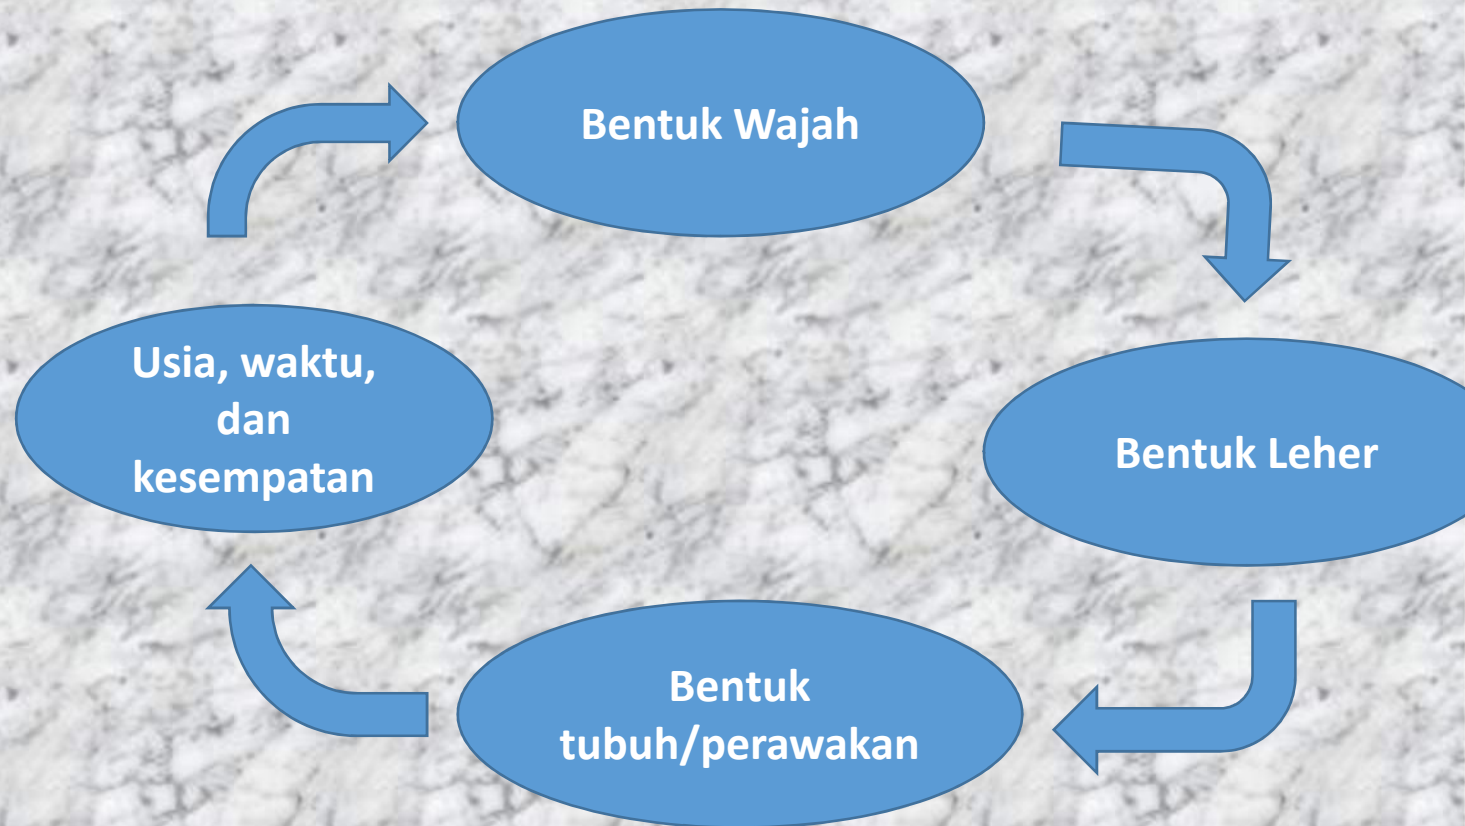 Bentuk Wajah
Usia, waktu,
dan
kesempatan
Bentuk Leher
Bentuk
tubuh/perawakan